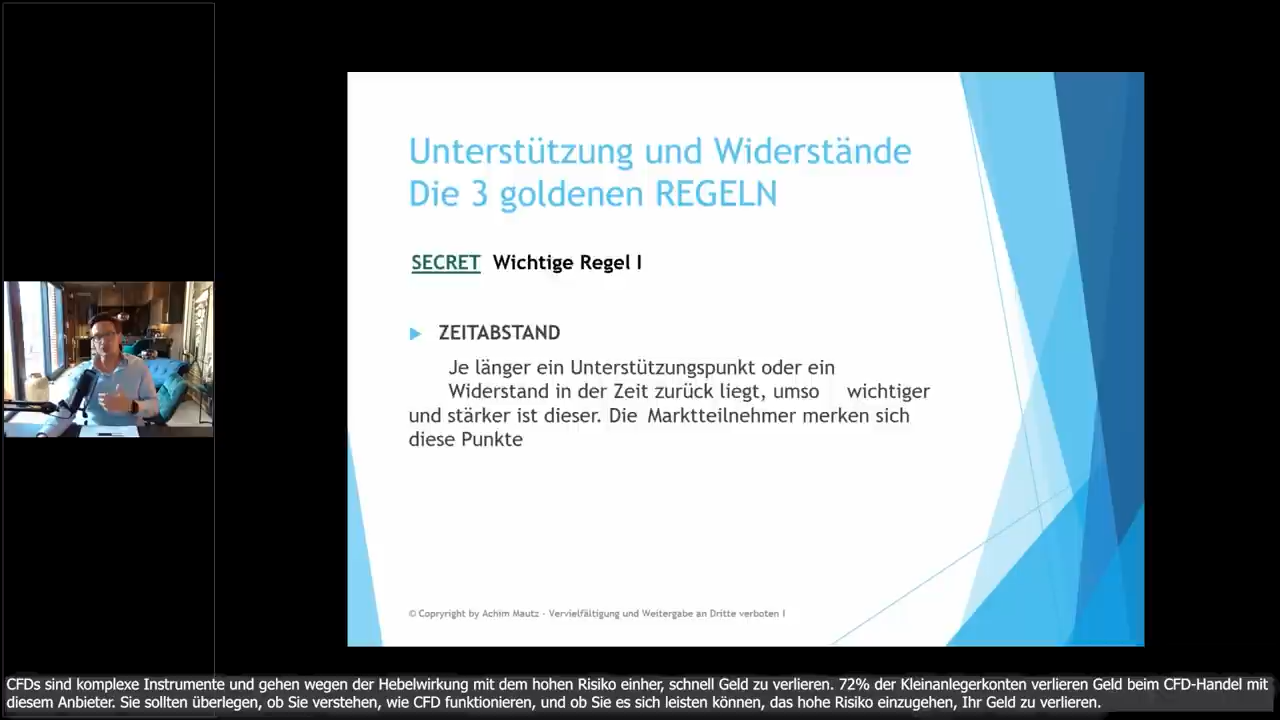 Unterstützung und Widerstände
Die 3 goldenen REGELN
SECRET Wichtige Regel I
ZEITABSTAND
Je länger ein Unterstützungspunkt oder ein
Widerstand in der Zeit zurück liegt, umso wichtiger
und stärker ist dieser. Die Marktteilnehmer merken sich
diese Punkte
© Copryright by Achim Mautz - Vervielfältigung und Weitergabe an Dritte verboten !
CFDs sind komplexe Instrumente und gehen wegen der Hebelwirkung mit dem hohen Risiko einher, schnell Geld zu verlieren. 72% der Kleinanlegerkonten verlieren Geld beim CFD-Handel mit
diesem Anbieter. Sie sollten überlegen, ob Sie verstehen, wie CFD funktionieren, und ob Sie es sich leisten können, das hohe Risiko einzugehen, Ihr Geld zu verlieren.